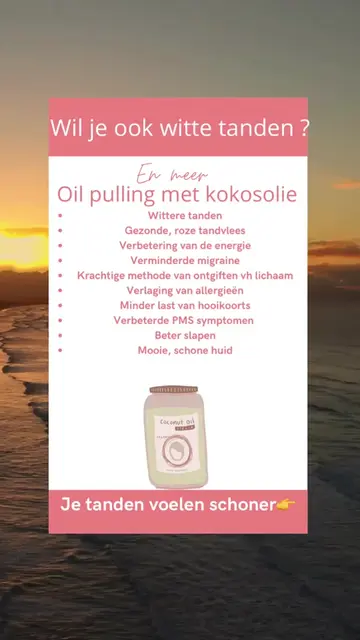 Wil je ook witte tanden ?
En meer
Oil pulling met kokosolie
Wittere tanden
Gezonde, roze tandvlees
Verbetering van de energie
Verminderde migraine
Krachtige methode van ontgiften vh lichaam
Verlaging van allergieën
Minder last van hooikoorts
Verbeterde PMS symptomen
Beter slapen
Mooie, schone huid
Coconut oil
Je tanden voelen schoner👉